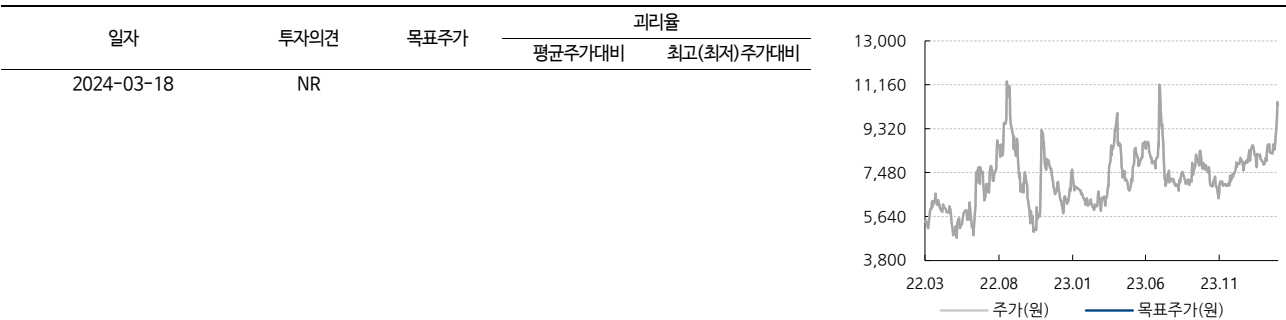 일자 투자의견 목표주가 괴리율
평균주가대비 최고(최저)주가대비
2024-03-18 NR
13,000
11,160
9,320
7,480
5,640
3,800
22.03 22.08 23.01 23.06 23.11
주가(원) 목표주가(원)